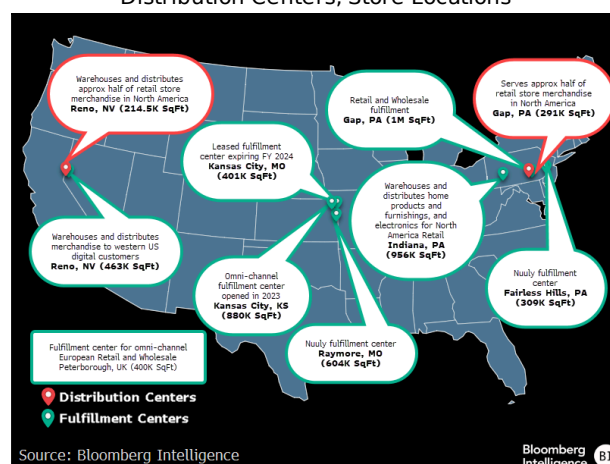 Distribution Centers, Store Locations
Warehouses and distributes
approx half of retail store
merchandise in North America
Reno, NV (214.5K SqFt)
Retail and Wholesale
fulfillment
Gap, PA (1M SqFt)
Serves approx half of
retail store merchandise
in North America
Gap, PA (291K SqFt)
Leased fulfillment
center expiring FY 2024
Kansas City, MO
(401K SqFt)
Warehouses and
distributes home
products and
furnishings, and
electronics for North
America Retail
Indiana, PA
(956K SqFt)
Warehouses and distributes
merchandise to western US
digital customers
Reno, NV (463K SqFt)
Omni-channel
fulfillment center
opened in 2023
Kansas City, KS
(880K SqFt)
Nuuly fulfillment
center
Fairless Hills, PA
(309K SqFt)
Nuuly fulfillment center
Raymore, MO
(604K SqFt)
Fulfillment center for omni-channel
European Retail and Wholesale
Peterborough, UK (400K SqFt)
Distribution Centers
Fulfillment Centers
Source: Bloomberg Intelligence
Bloomberg
Intelligence
BI